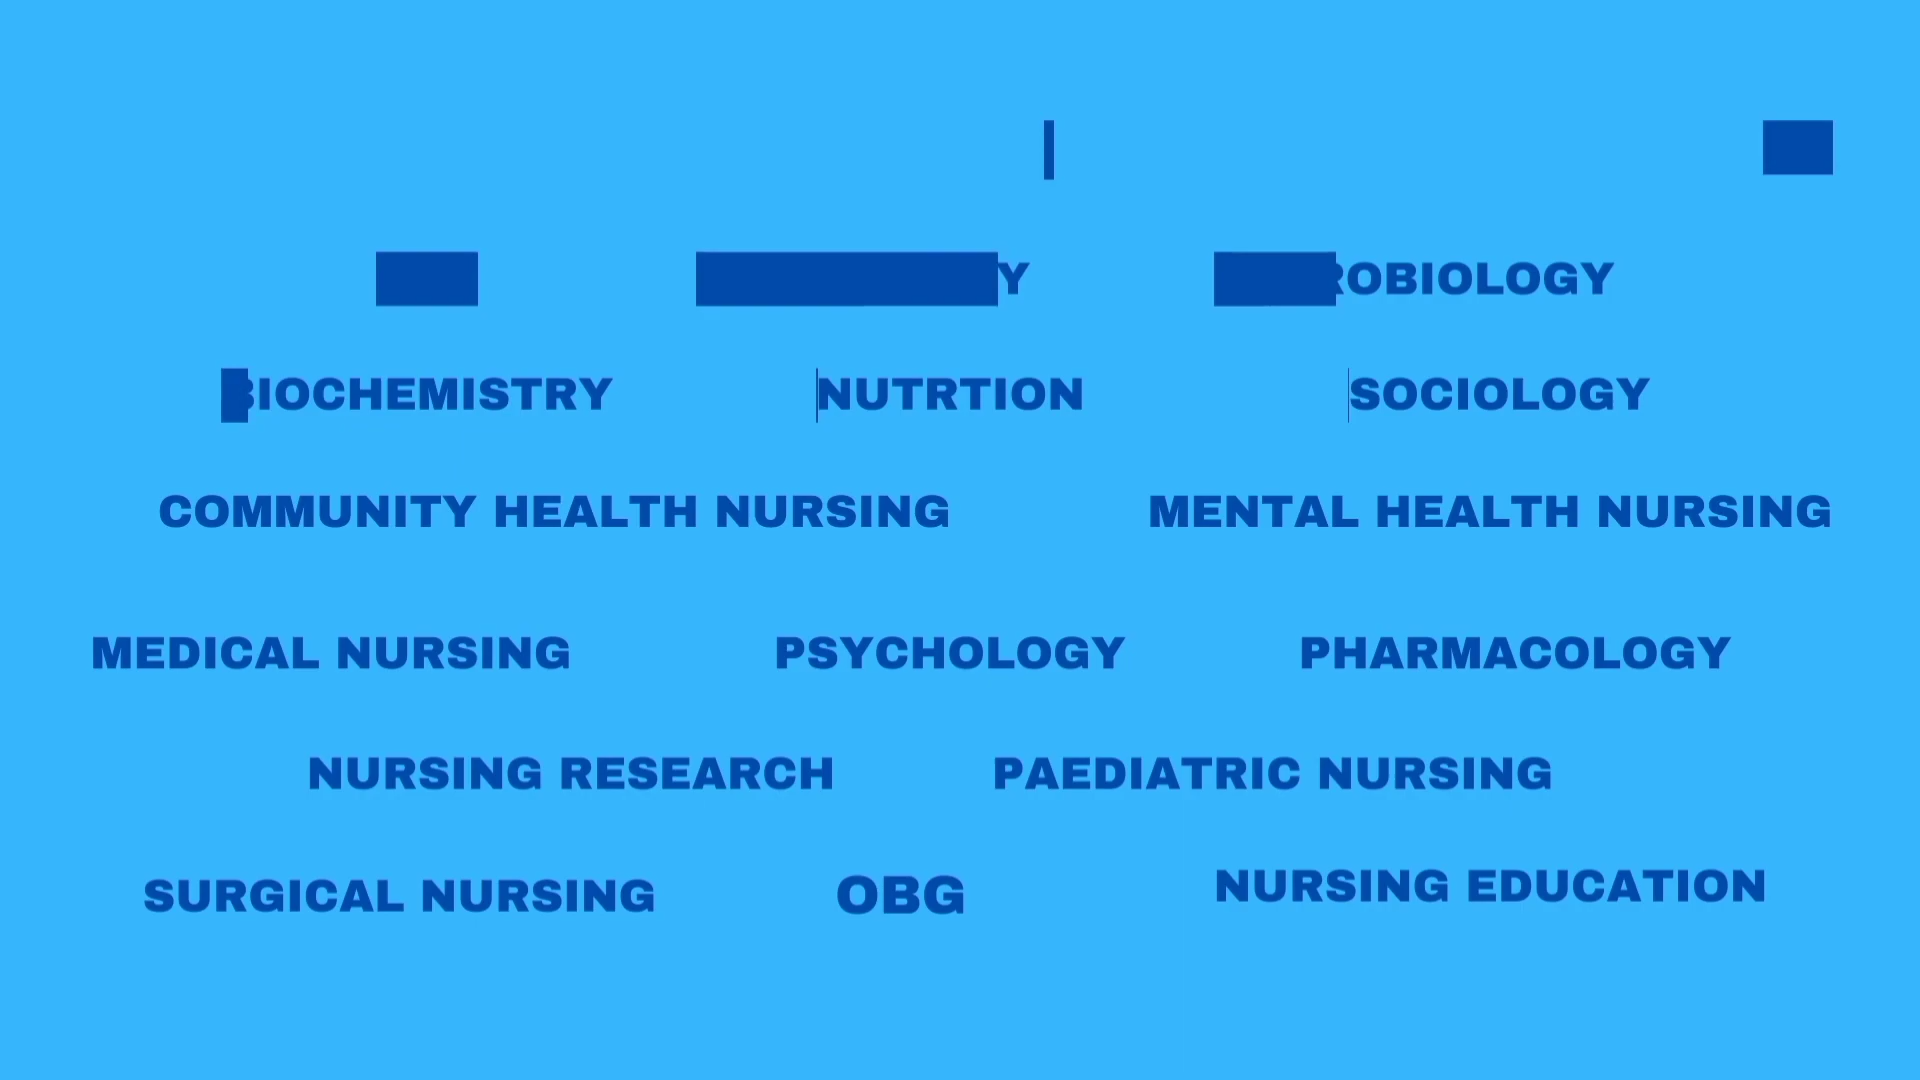 Y ROBIOLOGY
BIOCHEMISTRY NUTRTION SOCIOLOGY
COMMUNITY HEALTH NURSING MENTAL HEALTH NURSING
MEDICAL NURSING PSYCHOLOGY PHARMACOLOGY
NURSING RESEARCH PAEDIATRIC NURSING
SURGICAL NURSING OBG NURSING EDUCATION